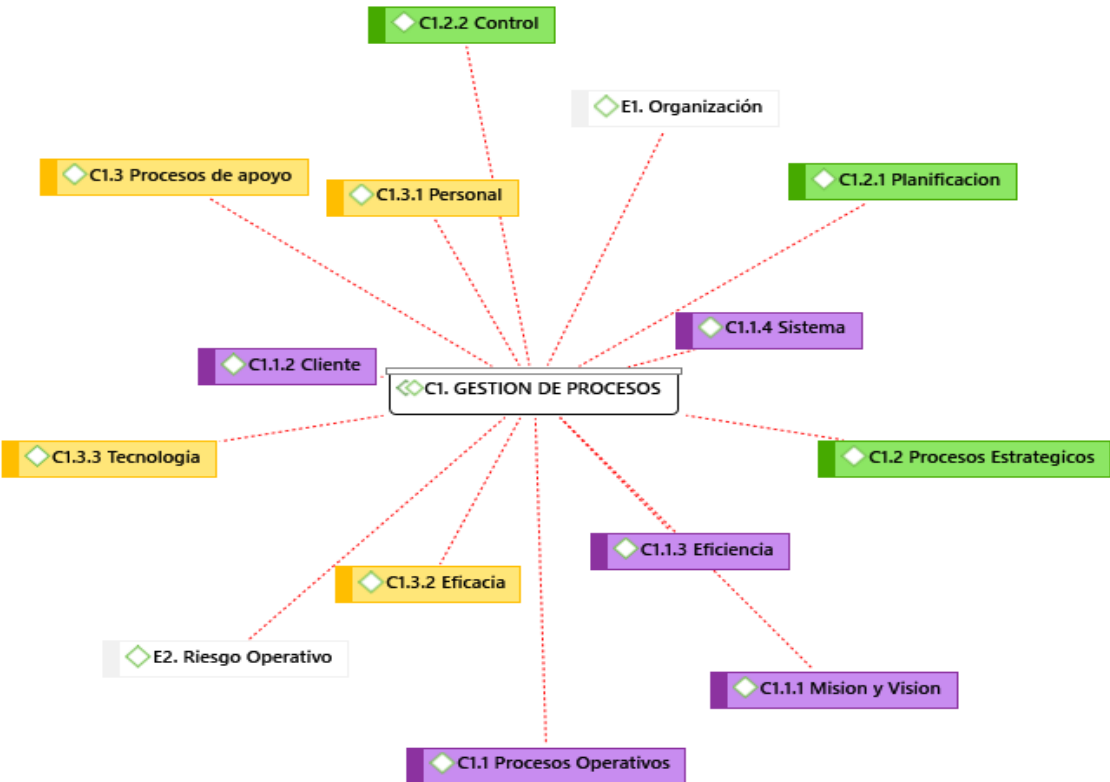 C1.2.2 Control
E1. Organización
C1.3 Procesos de apoyo
C1.3.1 Personal
C1.2.1 Planificacion
C1.1.4 Sistema
C1.1.2 Cliente
C1. GESTION DE PROCESOS
C1.3.3 Tecnologia
C1.2 Procesos Estrategicos
C1.1.3 Eficiencia
C1.3.2 Eficacia
E2. Riesgo Operativo
C1.1.1 Mision y Vision
C1.1 Procesos Operativos